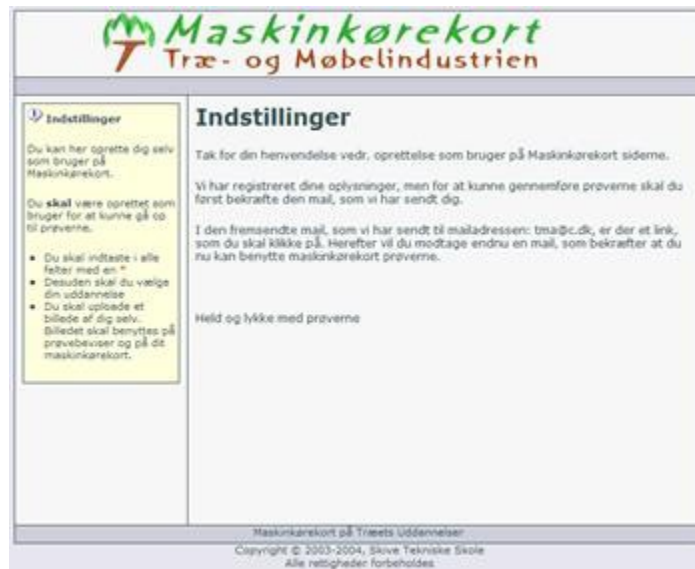 Maskinkørekort
Træ- og Møbelindustrien
Indstillinger
Du kan her oprette dig selv
som bruger på
Maskinkørekort.
Du skal være oprettet som
bruger for at kunne gå op
til prøverne.
Du skal indtaste i alle
felter med en *
Desuden skal du vælge
din uddannelse
Du skal uploade et
billede af dig selv.
Billedet skal benyttes på
prøvebeviser og på dit
maskinkørekort.
Indstillinger
Tak for din henvendelse vedr. oprettelse som bruger på Maskinkørekort siderne.
Vi har registreret dine oplysninger, men for at kunne gennemføre prøverne skal du
først bekræfte den mail, som vi har sendt dig.
I den fremsendte mail, som vi har sendt til mailadressen: tma@c.dk, er der et link,
som du skal klikke på. Herefter vil du modtage endnu en mail, som bekræfter at du
nu kan benytte maskinkørekort prøverne.
Held og lykke med prøverne
Maskinkørekort på Træets Uddannelser
Copyright © 2003-2004, Skive Tekniske Skole
Alle rettigheder forbeholdes